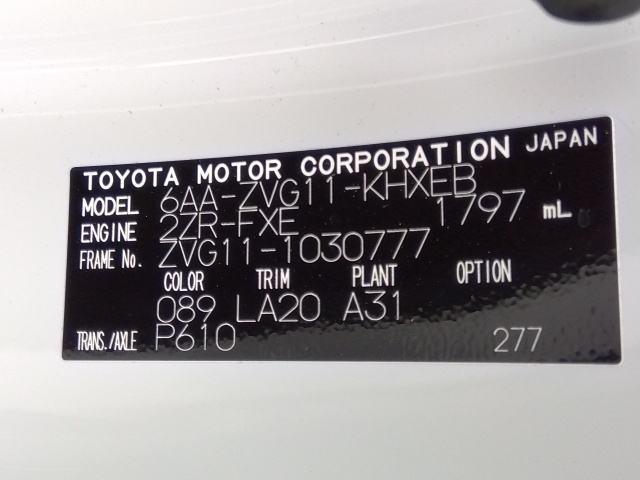 TOYOTA MOTOR CORPORATION JAPAN
MODEL 6AA-ZVG11-KHXEB
ENGINE 2ZR-FXE 1797 mL
FRAME No. ZVG11-1030777
COLOR TRIM PLANT OPTION
089 LA20 A31
TRANS./AXLE P610 277